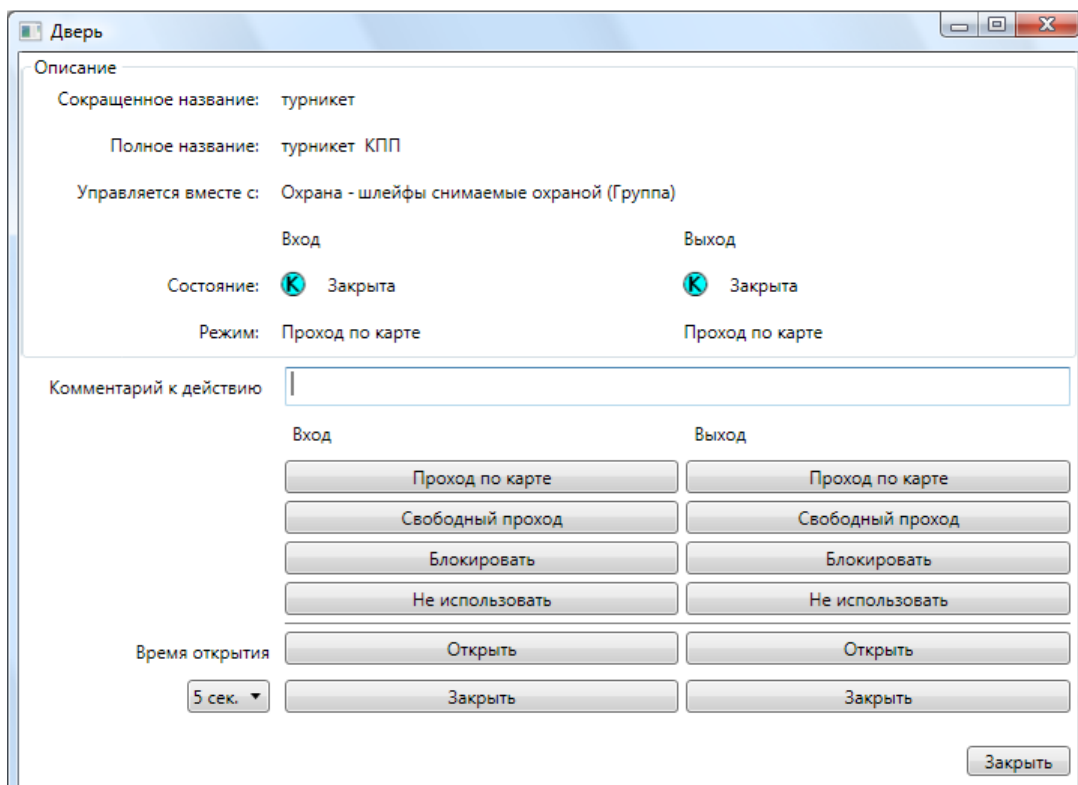 Дверь
Описание
Сокращенное название: турникет
Полное название: турникет КПП
Управляется вместе с: Охрана - шлейфы снимаемые охраной (Группа)
Вход Выход
Состояние: K Закрыта K Закрыта
Режим: Проход по карте Проход по карте
Комментарий к действию
Вход Выход
Проход по карте Проход по карте
Свободный проход Свободный проход
Блокировать Блокировать
Не использовать Не использовать
Время открытия Открыть Открыть
5 сек. Закрыть Закрыть
Закрыть